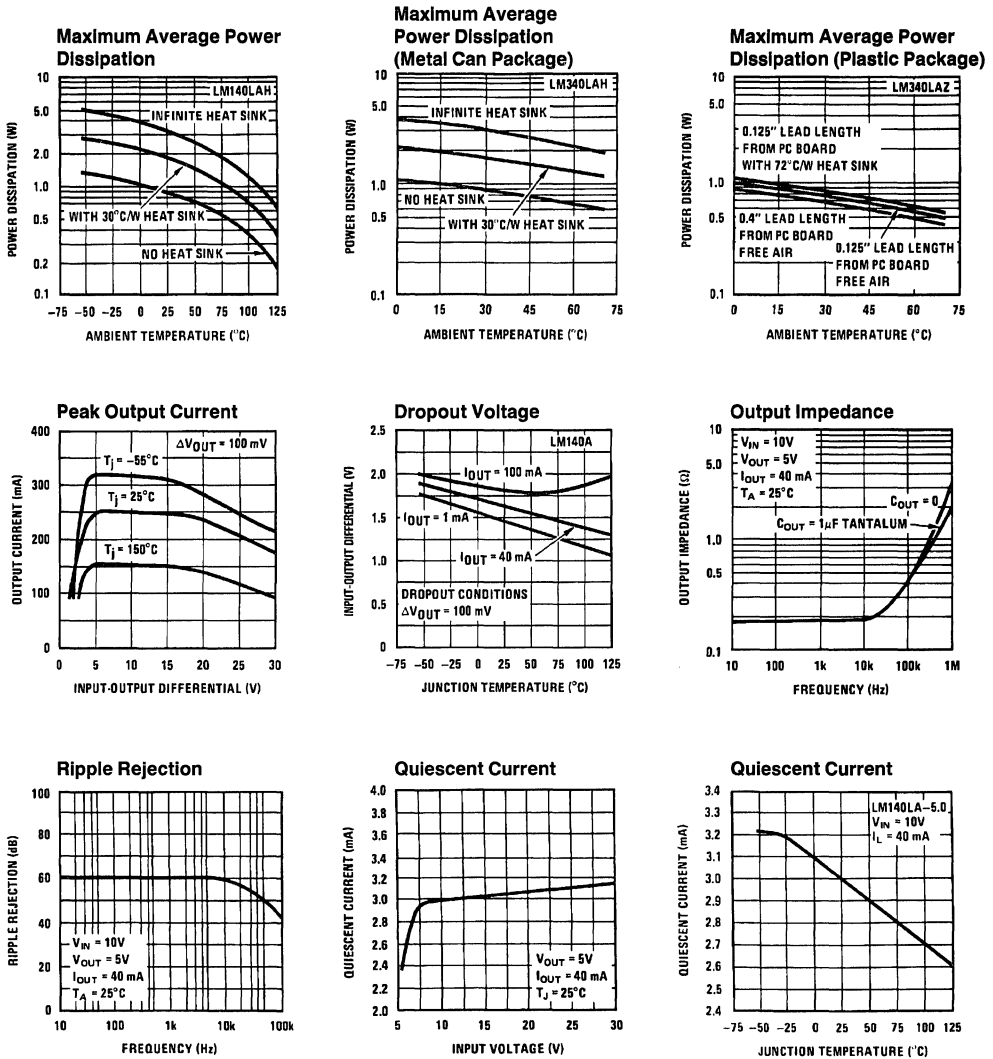 Maximum Average Power
Dissipation
10
5.0
2.0
1.0
0.5
0.2
0.1
POWER DISSIPATION (W)
LM140LAH
INFINITE HEAT SINK
WITH 30°C/W HEAT SINK
NO HEAT SINK
-75 -50 -25 0 25 50 75 100 125
AMBIENT TEMPERATURE (°C)
Maximum Average
Power Dissipation
(Metal Can Package)
10
5.0
1.0
0.5
0.1
POWER DISSIPATION (W)
LM340LAH
INFINITE HEAT SINK
NO HEAT SINK
WITH 30°C/W HEAT SINK
0 15 30 45 60 75
AMBIENT TEMPERATURE (°C)
Maximum Average Power
Dissipation (Plastic Package)
10
5.0
1.0
0.5
0.1
POWER DISSIPATION (W)
LM340LAZ
0.125" LEAD LENGTH
FROM PC BOARD
WITH 72°C/W HEAT SINK
0.4" LEAD LENGTH
FROM PC BOARD
FREE AIR
0.125" LEAD LENGTH
FROM PC BOARD
FREE AIR
0 15 30 45 60 75
AMBIENT TEMPERATURE (°C)
Peak Output Current
400
300
200
100
0
OUTPUT CURRENT (mA)
ΔVOUT = 100 mV
Tj = -55°C
Tj = 25°C
Tj = 150°C
0 5 10 15 20 25 30
INPUT-OUTPUT DIFFERENTIAL (V)
Dropout Voltage
2.5
2.0
1.5
1.0
0.5
0
INPUT-OUTPUT DIFFERENTIAL (V)
LM140A
IOUT = 100 mA
IOUT = 1 mA
IOUT = 40 mA
DROPOUT CONDITIONS
ΔVOUT = 100 mV
-75 -50 -25 0 25 50 75 100 125
JUNCTION TEMPERATURE (°C)
Output Impedance
10
5.0
1.0
0.5
0.1
OUTPUT IMPEDANCE (Ω)
VIN = 10V
VOUT = 5V
IOUT = 40 mA
TA = 25°C
COUT = 0
COUT = 1µF TANTALUM
10 100 1k 10k 100k 1M
FREQUENCY (Hz)
Ripple Rejection
100
80
60
40
20
0
RIPPLE REJECTION (dB)
VIN = 10V
VOUT = 5V
IOUT = 40 mA
TA = 25°C
10 100 1k 10k 100k
FREQUENCY (Hz)
Quiescent Current
4.0
3.8
3.6
3.4
3.2
3.0
2.8
2.6
2.4
2.2
2.0
QUIESCENT CURRENT (mA)
VOUT = 5V
IOUT = 40 mA
TJ = 25°C
5 10 15 20 25 30
INPUT VOLTAGE (V)
Quiescent Current
3.4
3.3
3.2
3.1
3.0
2.9
2.8
2.7
2.6
2.5
2.4
QUIESCENT CURRENT (mA)
LM140LA-5.0
VIN = 10V
IL = 40 mA
-75 -50 -25 0 25 50 75 100 125
JUNCTION TEMPERATURE (°C)